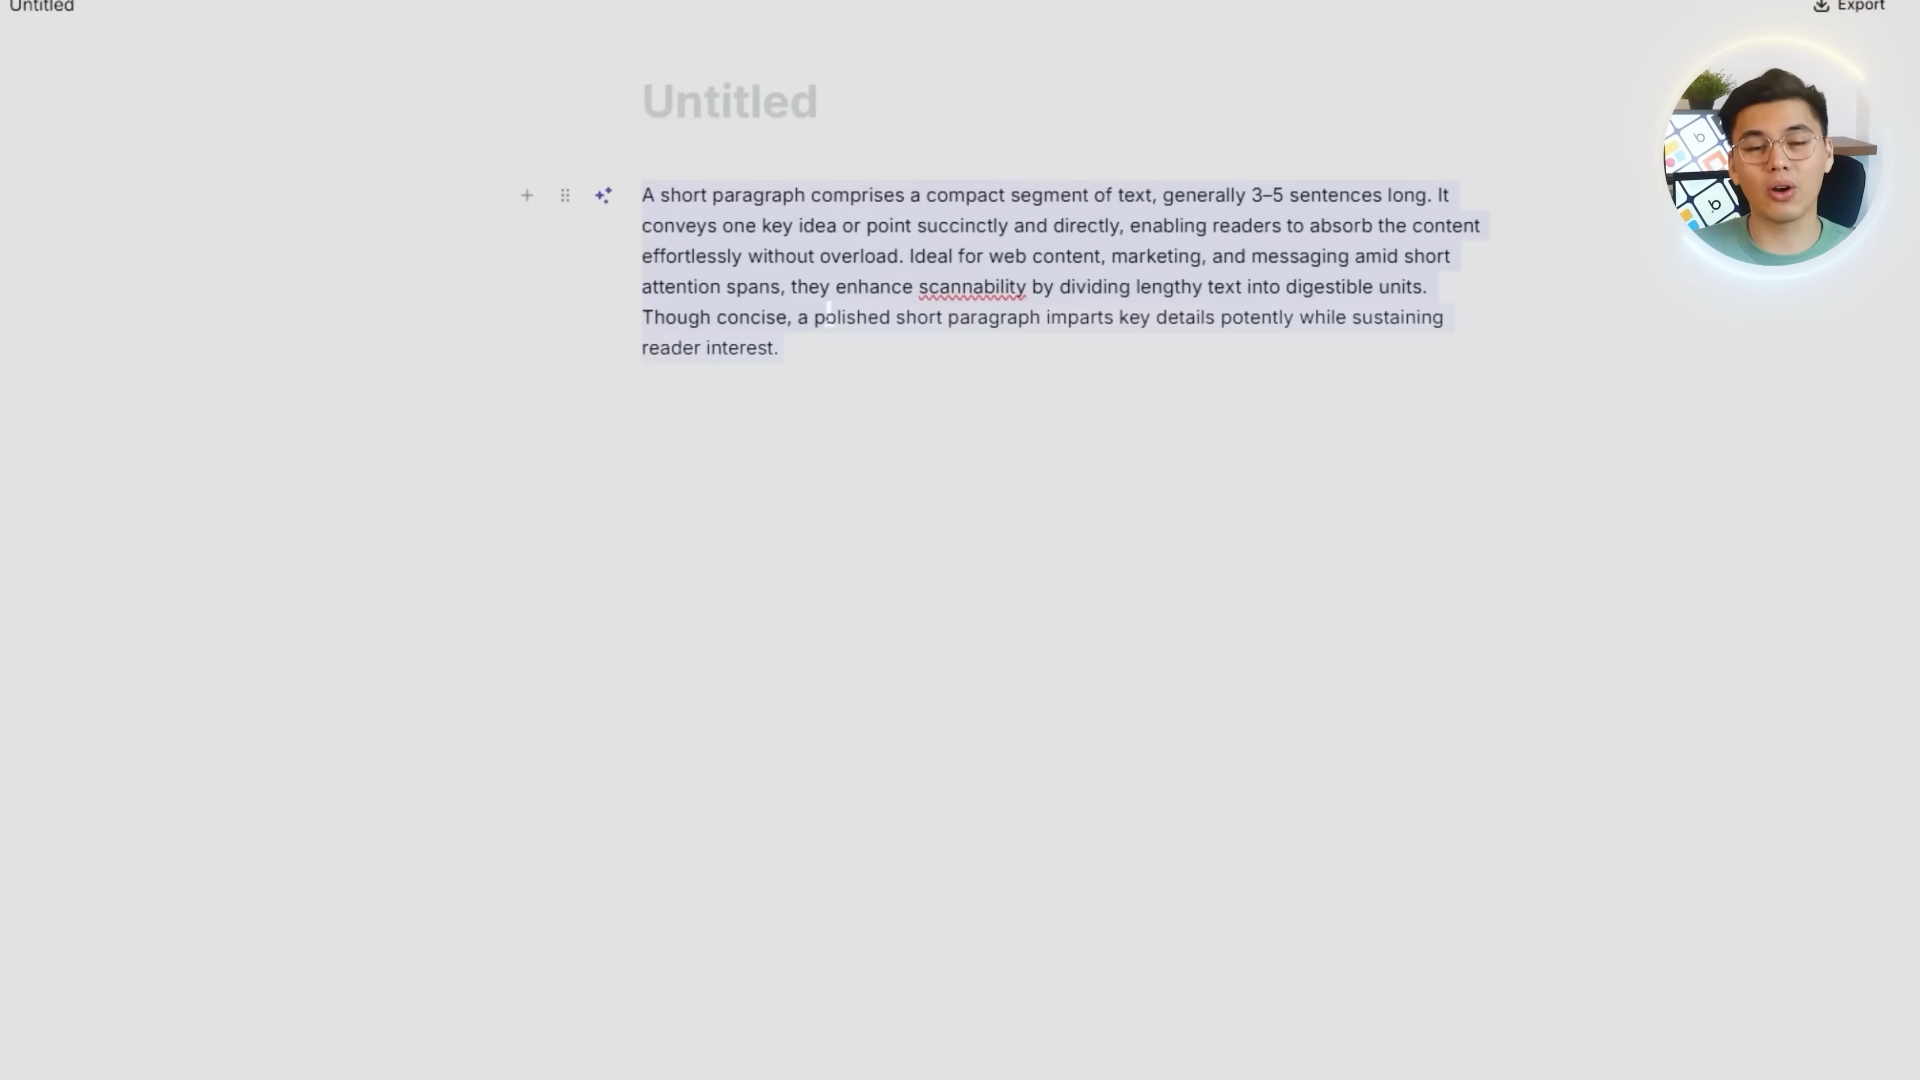 Untitled
Export
Untitled
A short paragraph comprises a compact segment of text, generally 3–5 sentences long. It
conveys one key idea or point succinctly and directly, enabling readers to absorb the content
effortlessly without overload. Ideal for web content, marketing, and messaging amid short
attention spans, they enhance scannability by dividing lengthy text into digestible units.
Though concise, a polished short paragraph imparts key details potently while sustaining
reader interest.